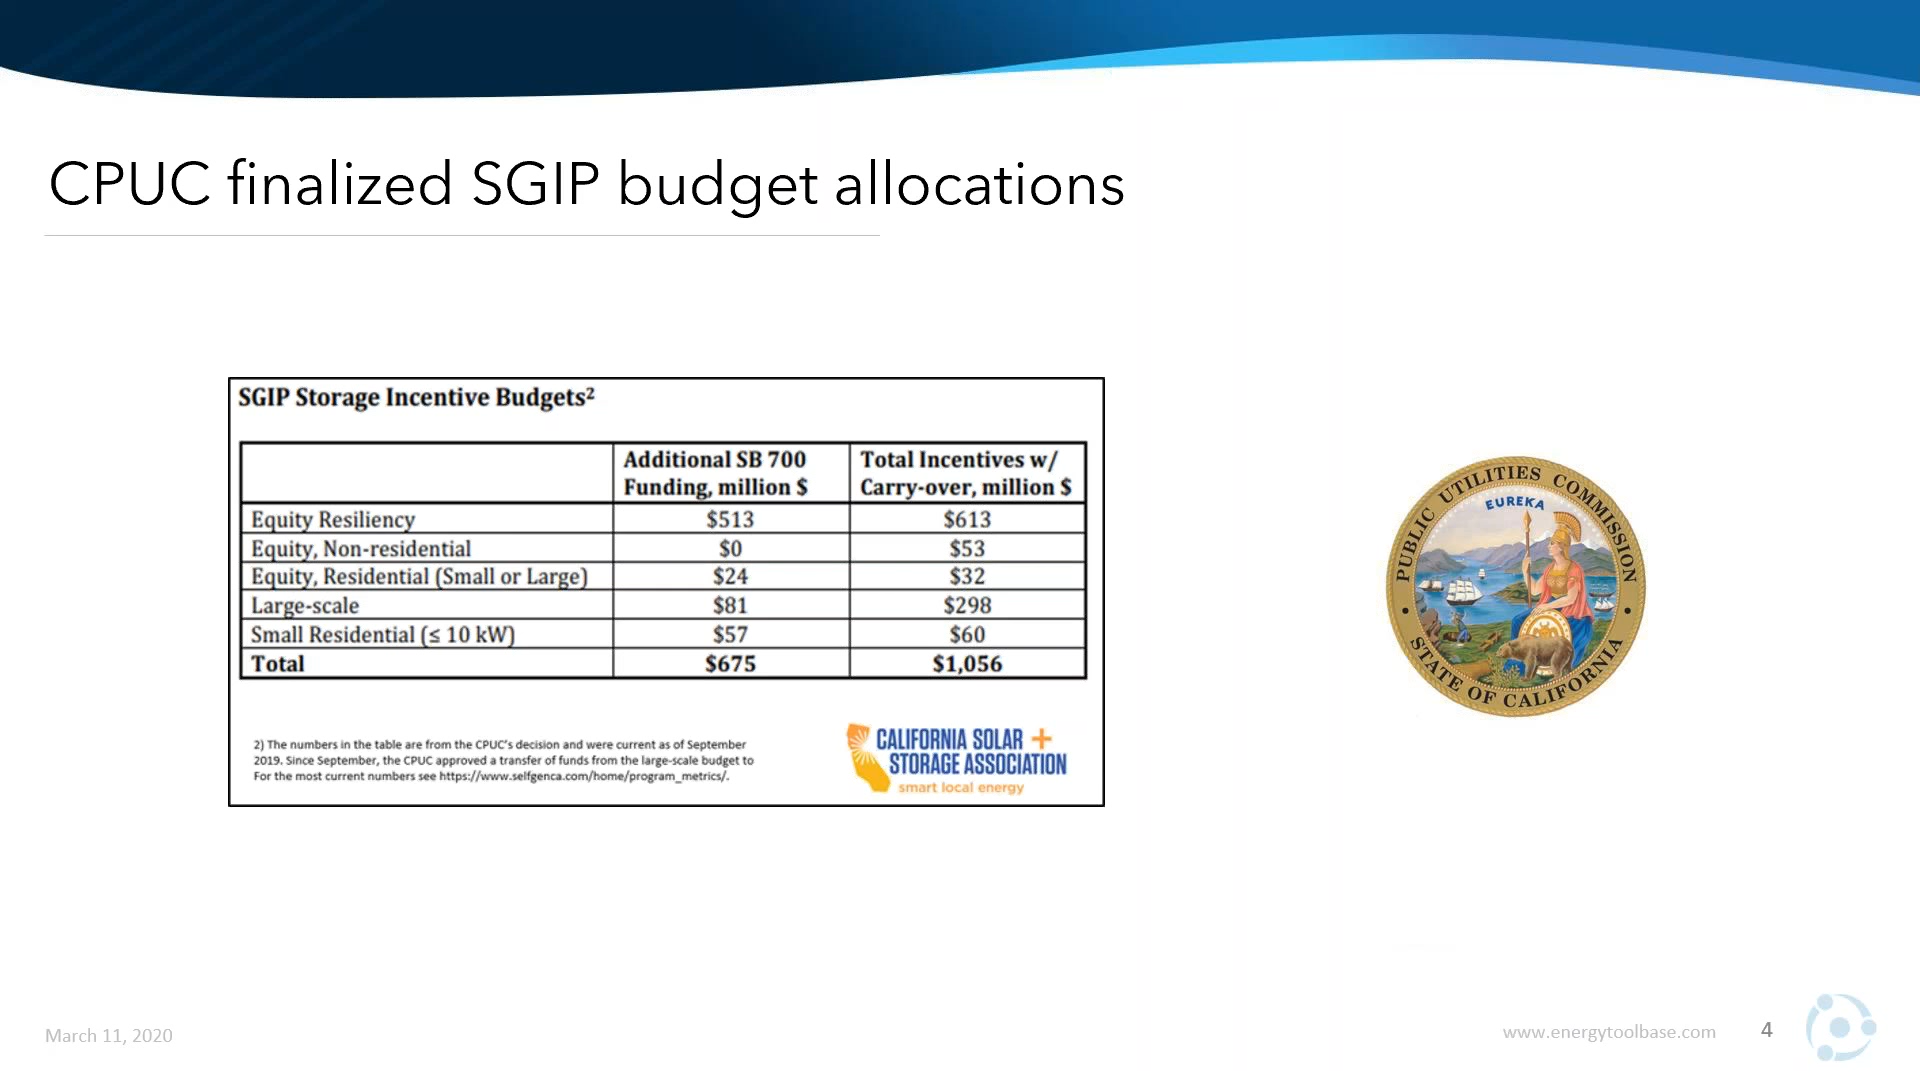 CPUC finalized SGIP budget allocations
SGIP Storage Incentive Budgets²
Additional SB 700 Funding, million $ Total Incentives w/ Carry-over, million $
Equity Resiliency $513 $613
Equity, Non-residential $0 $53
Equity, Residential (Small or Large) $24 $32
Large-scale $81 $298
Small Residential (≤ 10 kW) $57 $60
Total $675 $1,056
2) The numbers in the table are from the CPUC's decision and were current as of September
2019. Since September, the CPUC approved a transfer of funds from the large-scale budget to
For the most current numbers see https://www.selfgenca.com/home/program_metrics/.
CALIFORNIA SOLAR +
STORAGE ASSOCIATION
smart local energy
PUBLIC UTILITIES COMMISSION
EUREKA
STATE OF CALIFORNIA
March 11, 2020
www.energytoolbase.com 4